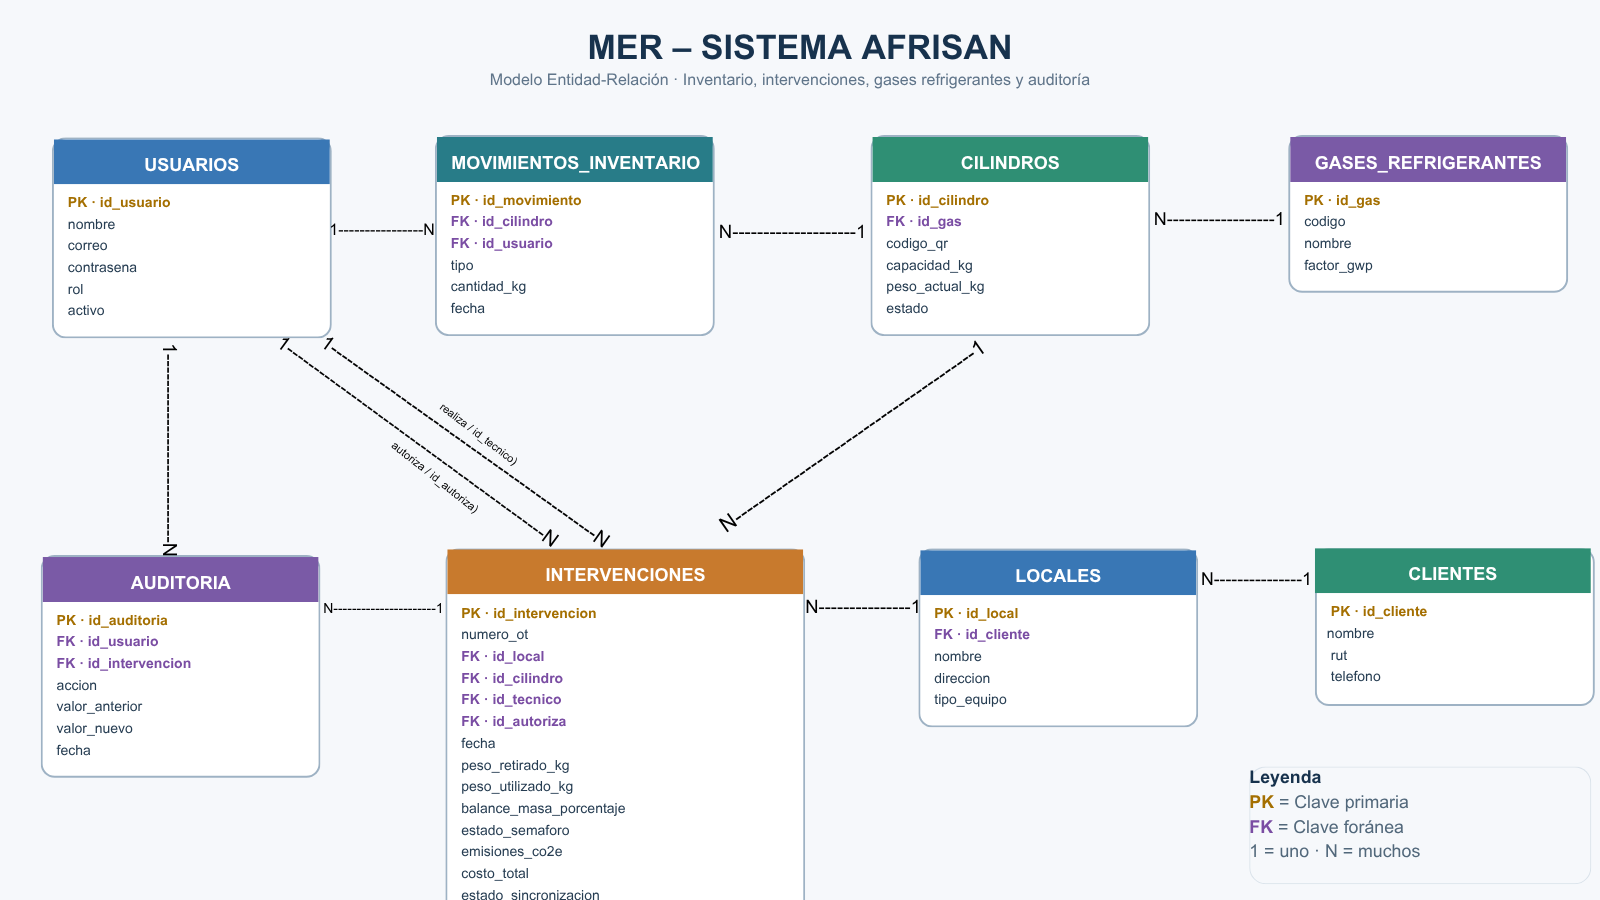 MER – SISTEMA AFRISAN
Modelo Entidad-Relación · Inventario, intervenciones, gases refrigerantes y auditoría
USUARIOS
PK · id_usuario
nombre
correo
contrasena
rol
activo
1----------------N
MOVIMIENTOS_INVENTARIO
PK · id_movimiento
FK · id_cilindro
FK · id_usuario
tipo
cantidad_kg
fecha
N------------------1
CILINDROS
PK · id_cilindro
FK · id_gas
codigo_qr
capacidad_kg
peso_actual_kg
estado
N------------------1
GASES_REFRIGERANTES
PK · id_gas
codigo
nombre
factor_gwp
1----------------N
1----------------N
autoriza / id_autoriza)
1----------------N
realiza / id_tecnico)
1----------------N
AUDITORIA
PK · id_auditoria
FK · id_usuario
FK · id_intervencion
accion
valor_anterior
valor_nuevo
fecha
N----------------------1
INTERVENCIONES
PK · id_intervencion
numero_ot
FK · id_local
FK · id_cilindro
FK · id_tecnico
FK · id_autoriza
fecha
peso_retirado_kg
peso_utilizado_kg
balance_masa_porcentaje
estado_semaforo
emisiones_co2e
costo_total
estado_sincronizacion
N---------------1
LOCALES
PK · id_local
FK · id_cliente
nombre
direccion
tipo_equipo
N---------------1
CLIENTES
PK · id_cliente
nombre
rut
telefono
Leyenda
PK = Clave primaria
FK = Clave foránea
1 = uno · N = muchos